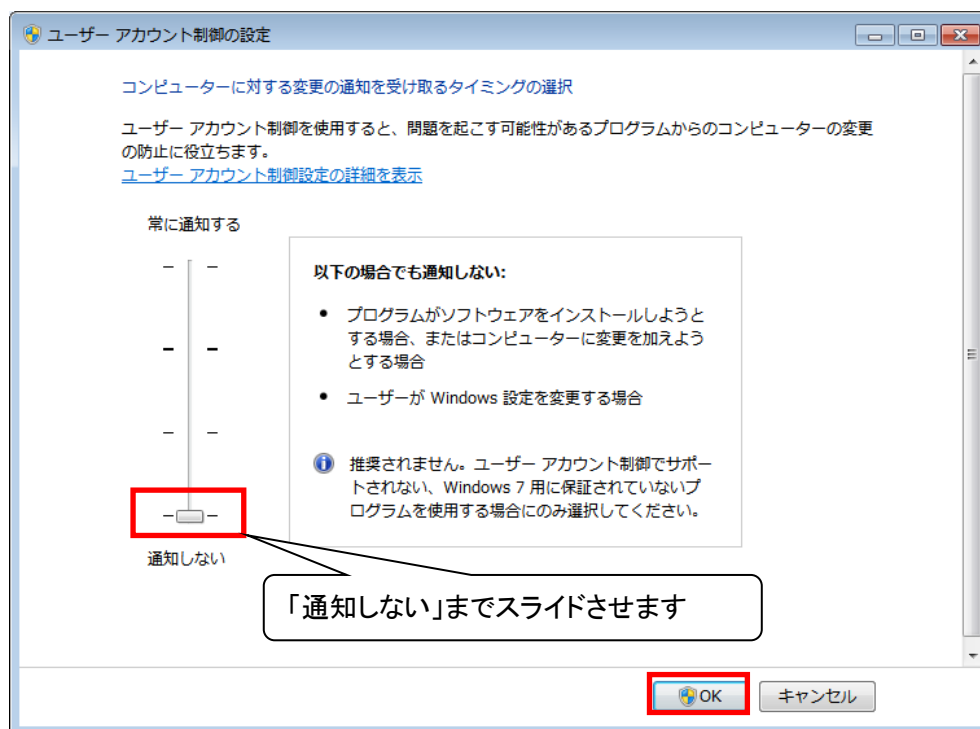 ユーザー アカウント制御の設定
コンピューターに対する変更の通知を受け取るタイミングの選択
ユーザー アカウント制御を使用すると、問題を起こす可能性があるプログラムからのコンピューターの変更
の防止に役立ちます。
ユーザー アカウント制御設定の詳細を表示
常に通知する
以下の場合でも通知しない:
• プログラムがソフトウェアをインストールしようと
する場合、またはコンピューターに変更を加えよう
とする場合
• ユーザーが Windows 設定を変更する場合
推奨されません。ユーザー アカウント制御でサポー
トされない、Windows 7 用に保証されていないプ
ログラムを使用する場合にのみ選択してください。
通知しない
「通知しない」までスライドさせます
OK
キャンセル